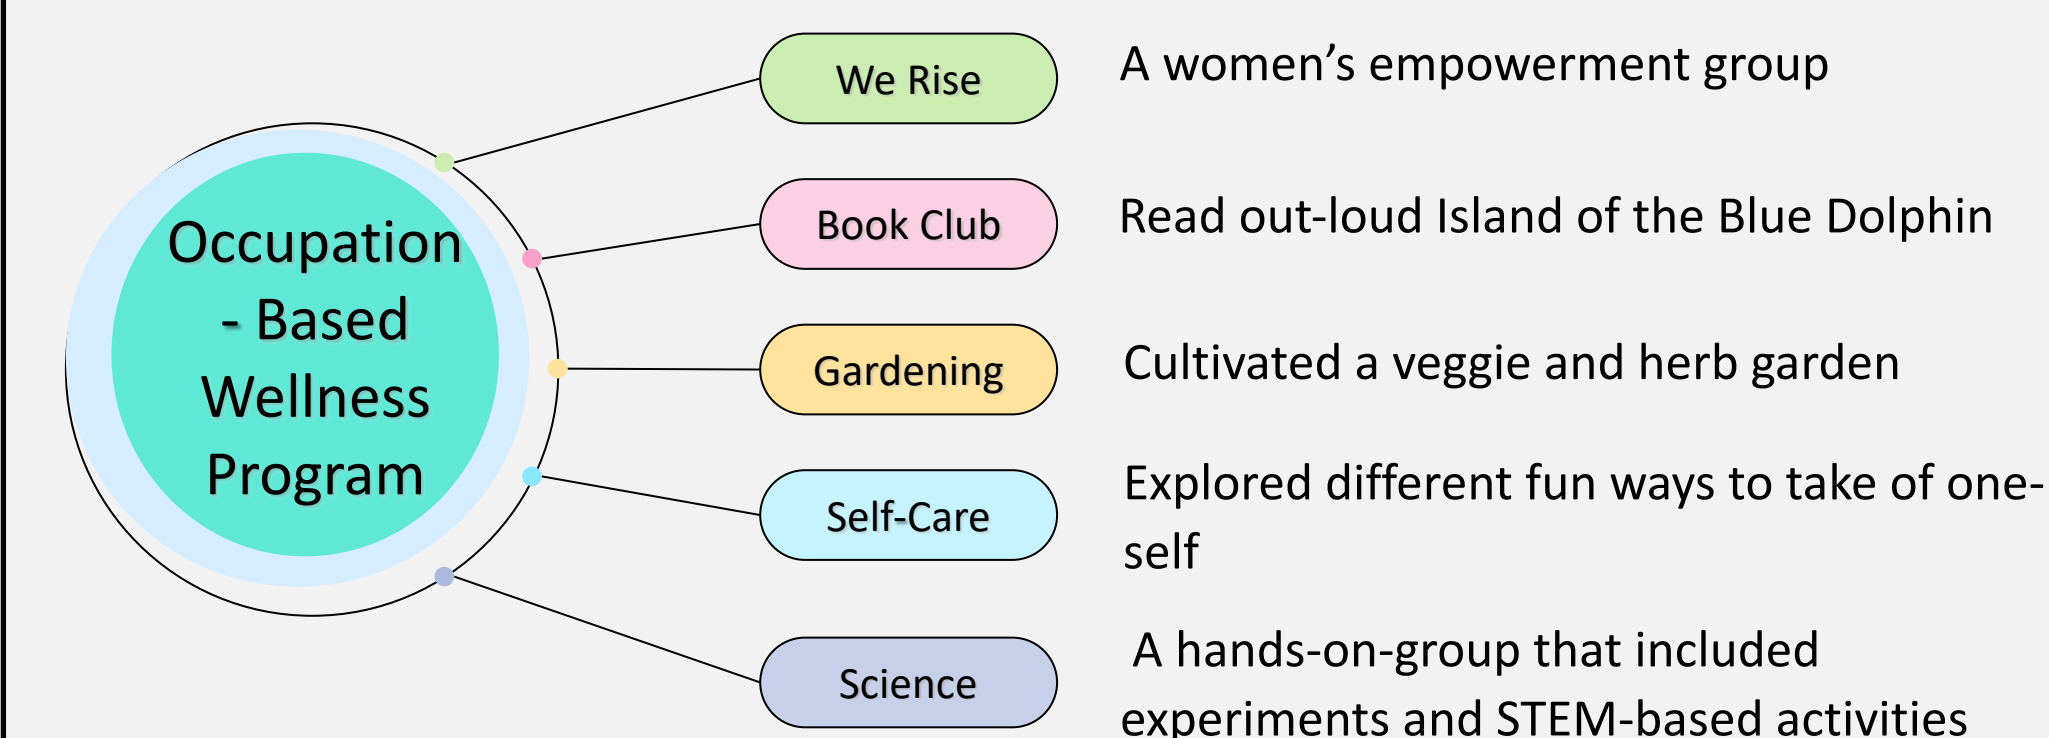 Occupation
- Based
Wellness
Program
We Rise
A women’s empowerment group
Book Club
Read out-loud Island of the Blue Dolphin
Gardening
Cultivated a veggie and herb garden
Self-Care
Explored different fun ways to take of one-
self
Science
A hands-on-group that included
experiments and STEM-based activities